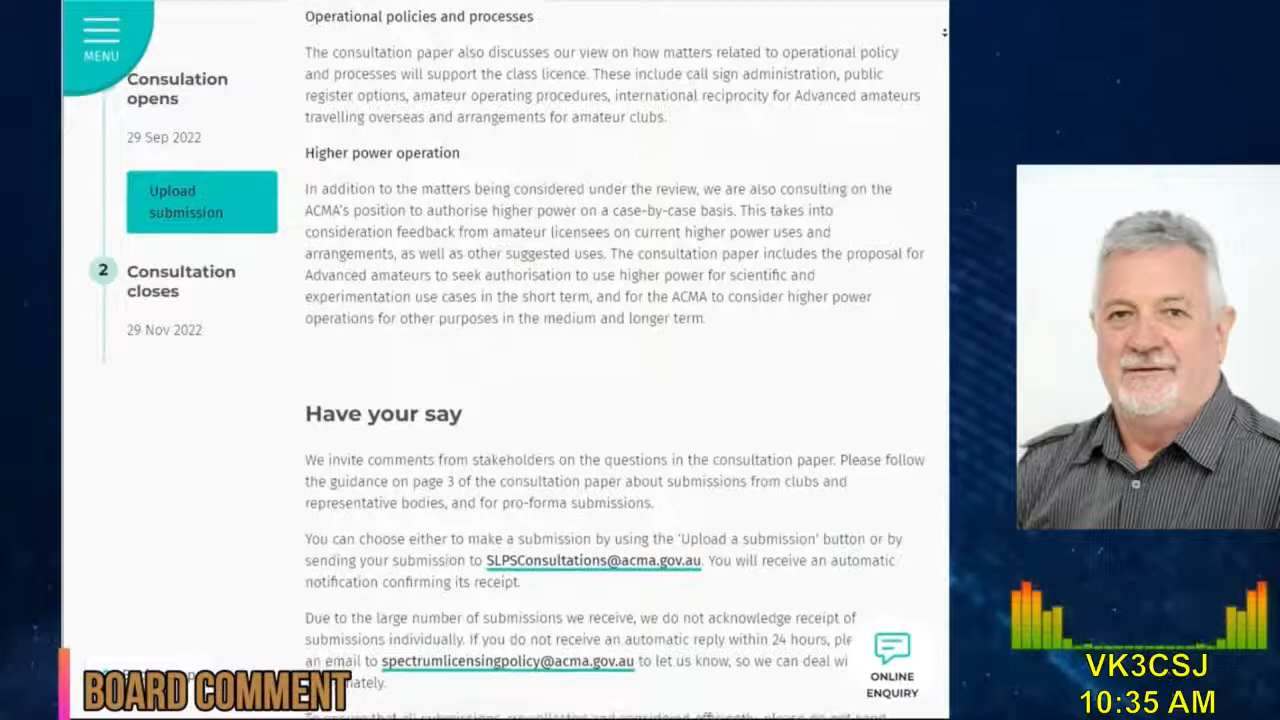 MENU
Consulation
opens
29 Sep 2022
Upload
submission
2
Consultation
closes
29 Nov 2022
Operational policies and processes
The consultation paper also discusses our view on how matters related to operational policy
and processes will support the class licence. These include call sign administration, public
register options, amateur operating procedures, international reciprocity for Advanced amateurs
travelling overseas and arrangements for amateur clubs.
Higher power operation
In addition to the matters being considered under the review, we are also consulting on the
ACMA's position to authorise higher power on a case-by-case basis. This takes into
consideration feedback from amateur licensees on current higher power uses and
arrangements, as well as other suggested uses. The consultation paper includes the proposal for
Advanced amateurs to seek authorisation to use higher power for scientific and
experimentation use cases in the short term, and for the ACMA to consider higher power
operations for other purposes in the medium and longer term.
Have your say
We invite comments from stakeholders on the questions in the consultation paper. Please follow
the guidance on page 3 of the consultation paper about submissions from clubs and
representative bodies, and for pro-forma submissions.
You can choose either to make a submission by using the 'Upload a submission' button or by
sending your submission to SLPSConsultations@acma.gov.au. You will receive an automatic
notification confirming its receipt.
Due to the large number of submissions we receive, we do not acknowledge receipt of
submissions individually. If you do not receive an automatic reply within 24 hours,
an email to spectrumlicensingpolicy@acma.gov.au to let us know, so we can deal
ONLINE
ENQUIRY
BOARD COMMENT
VK3CSJ
10:35 AM